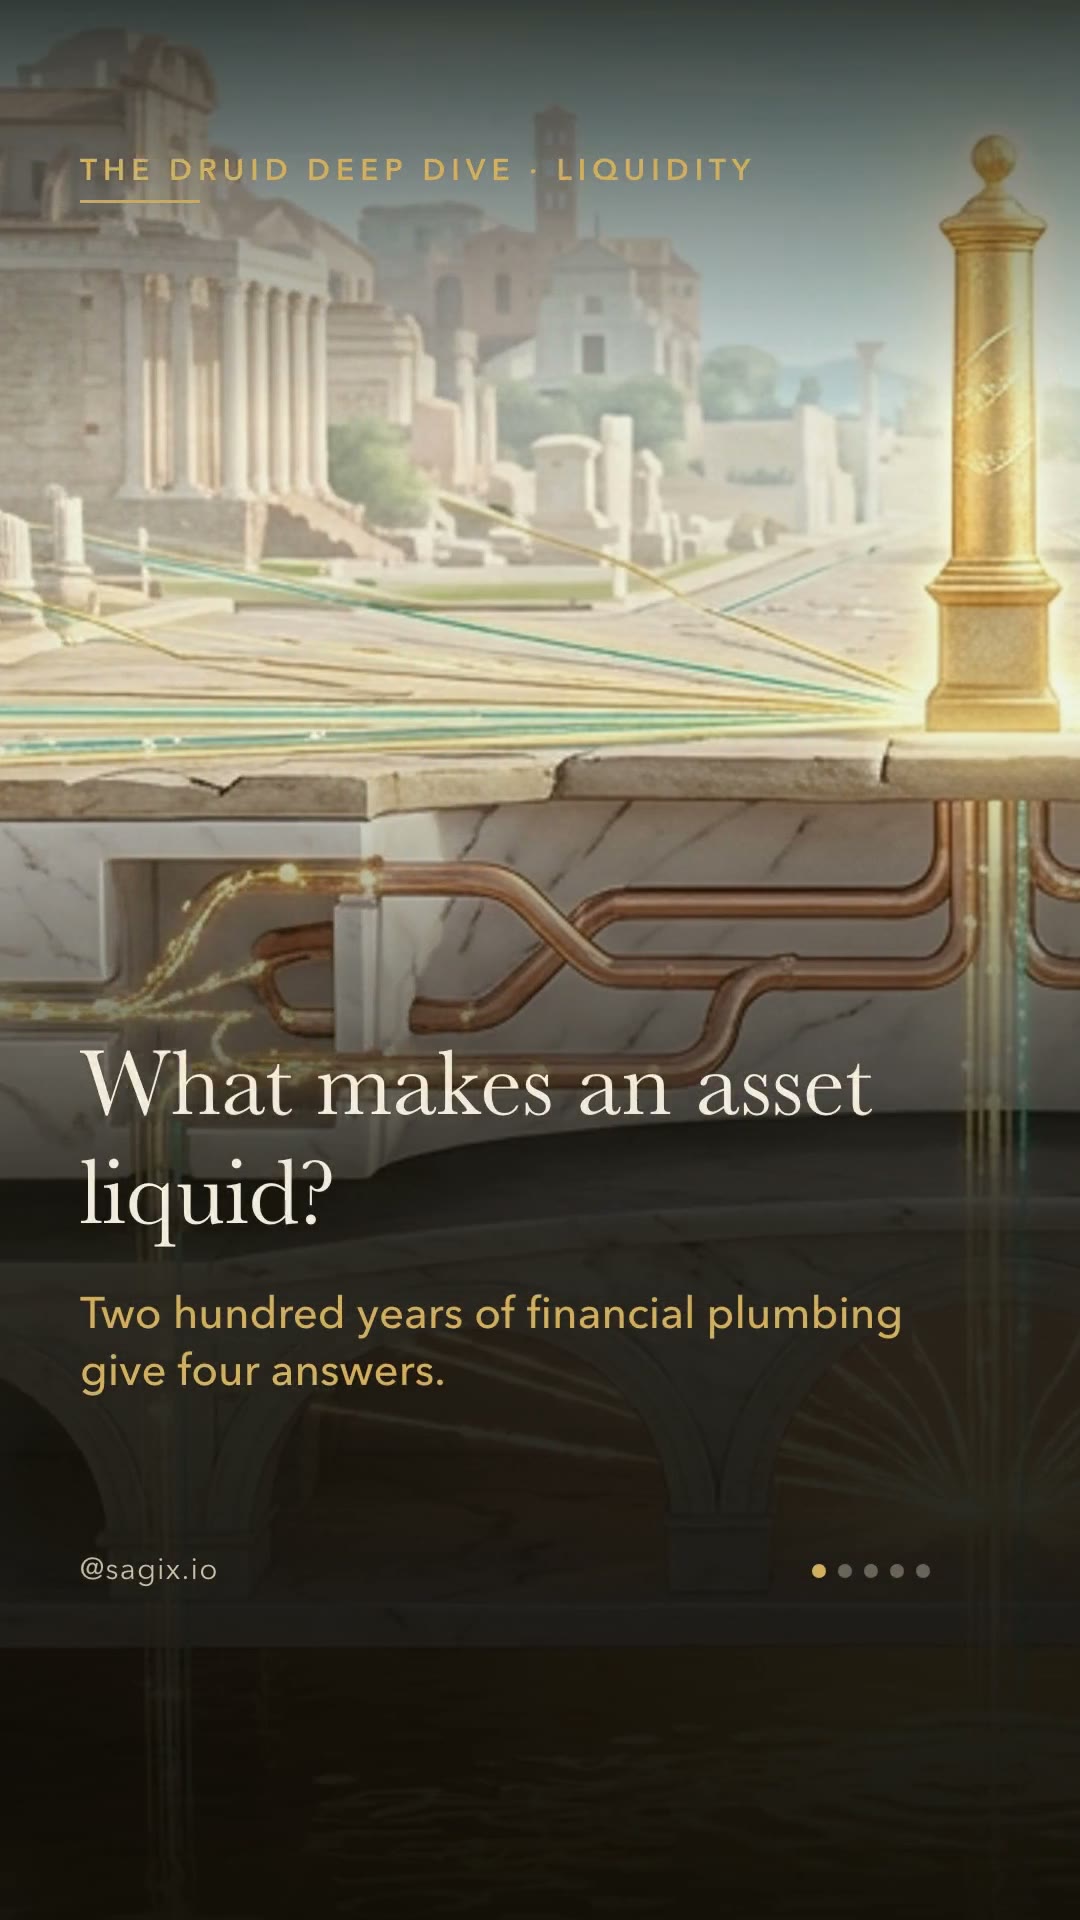 THE DRUID DEEP DIVE · LIQUIDITY
What makes an asset
liquid?
Two hundred years of financial plumbing
give four answers.
@sagix.io